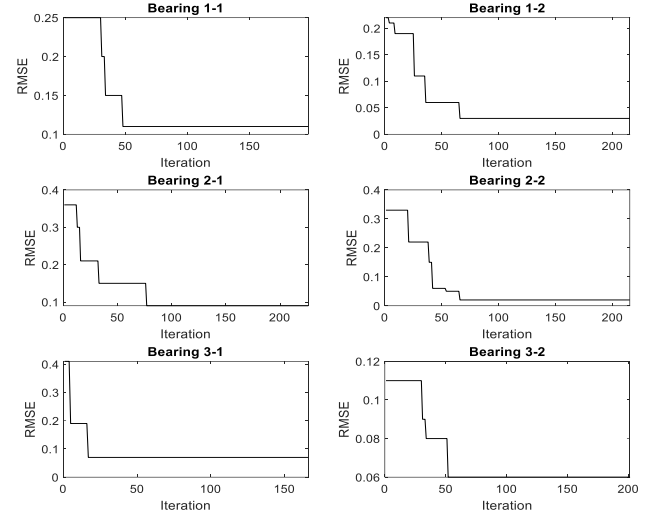 Bearing 1-1
RMSE
0.25
0.2
0.15
0.1
0 50 100 150
Iteration
Bearing 1-2
RMSE
0.2
0.15
0.1
0.05
0
0 50 100 150 200
Iteration
Bearing 2-1
RMSE
0.4
0.3
0.2
0.1
0 50 100 150 200
Iteration
Bearing 2-2
RMSE
0.4
0.3
0.2
0.1
0
0 50 100 150 200
Iteration
Bearing 3-1
RMSE
0.4
0.3
0.2
0.1
0
0 50 100 150
Iteration
Bearing 3-2
RMSE
0.12
0.1
0.08
0.06
0 50 100 150 200
Iteration